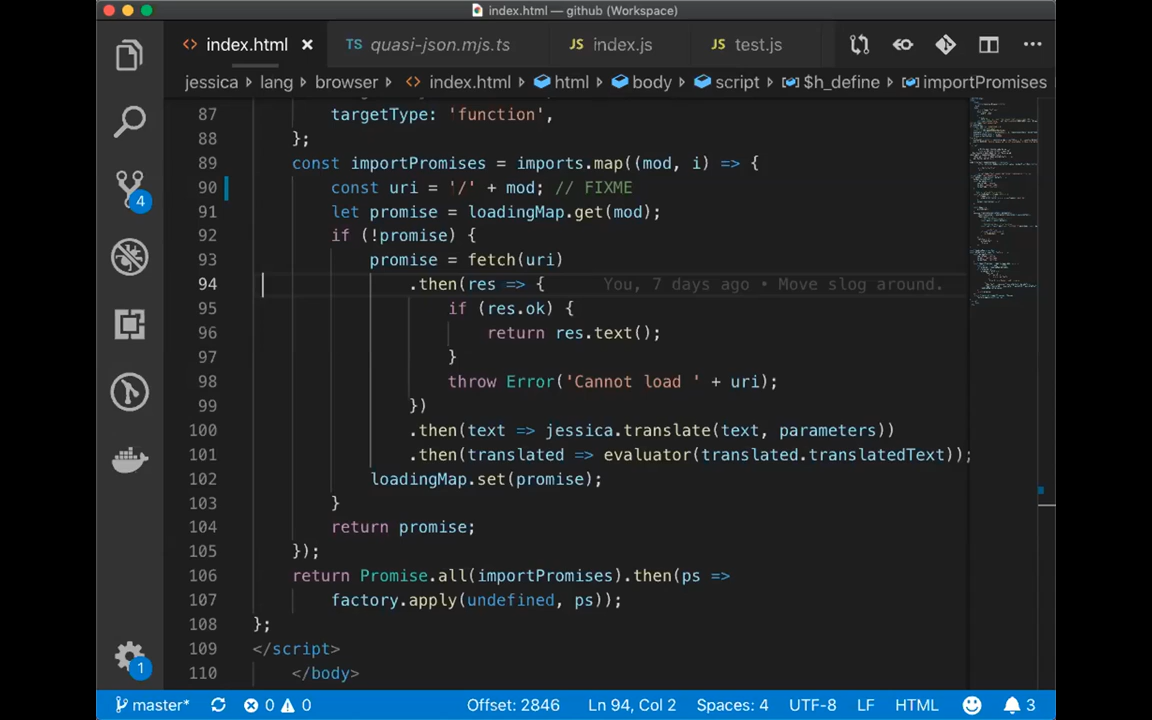 index.html — github (Workspace)
index.html
TS quasi-json.mjs.ts
JS index.js
JS test.js
jessica › lang › browser › index.html › html › body › script › $h_define › importPromises
87 targetType: 'function',
88 };
89 const importPromises = imports.map((mod, i) => {
90 const uri = '/' + mod; // FIXME
91 let promise = loadingMap.get(mod);
92 if (!promise) {
93 promise = fetch(uri)
94 .then(res => { You, 7 days ago • Move slog around.
95 if (res.ok) {
96 return res.text();
97 }
98 throw Error('Cannot load ' + uri);
99 })
100 .then(text => jessica.translate(text, parameters))
101 .then(translated => evaluator(translated.translatedText));
102 loadingMap.set(promise);
103 }
104 return promise;
105 });
106 return Promise.all(importPromises).then(ps =>
107 factory.apply(undefined, ps));
108 };
109 </script>
110 </body>
4
1
master* 0 0 Offset: 2846 Ln 94, Col 2 Spaces: 4 UTF-8 LF HTML 3